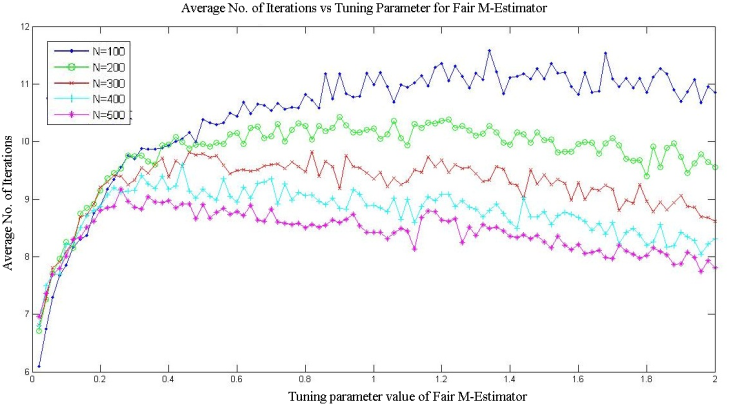 Average No. of Iterations vs Tuning Parameter for Fair M-Estimator
12
11
10
9
8
7
6
N=100
N=200
N=300
N=400
N=500
Average No. of Iterations
0 0.2 0.4 0.6 0.8 1 1.2 1.4 1.6 1.8 2
Tuning parameter value of Fair M-Estimator